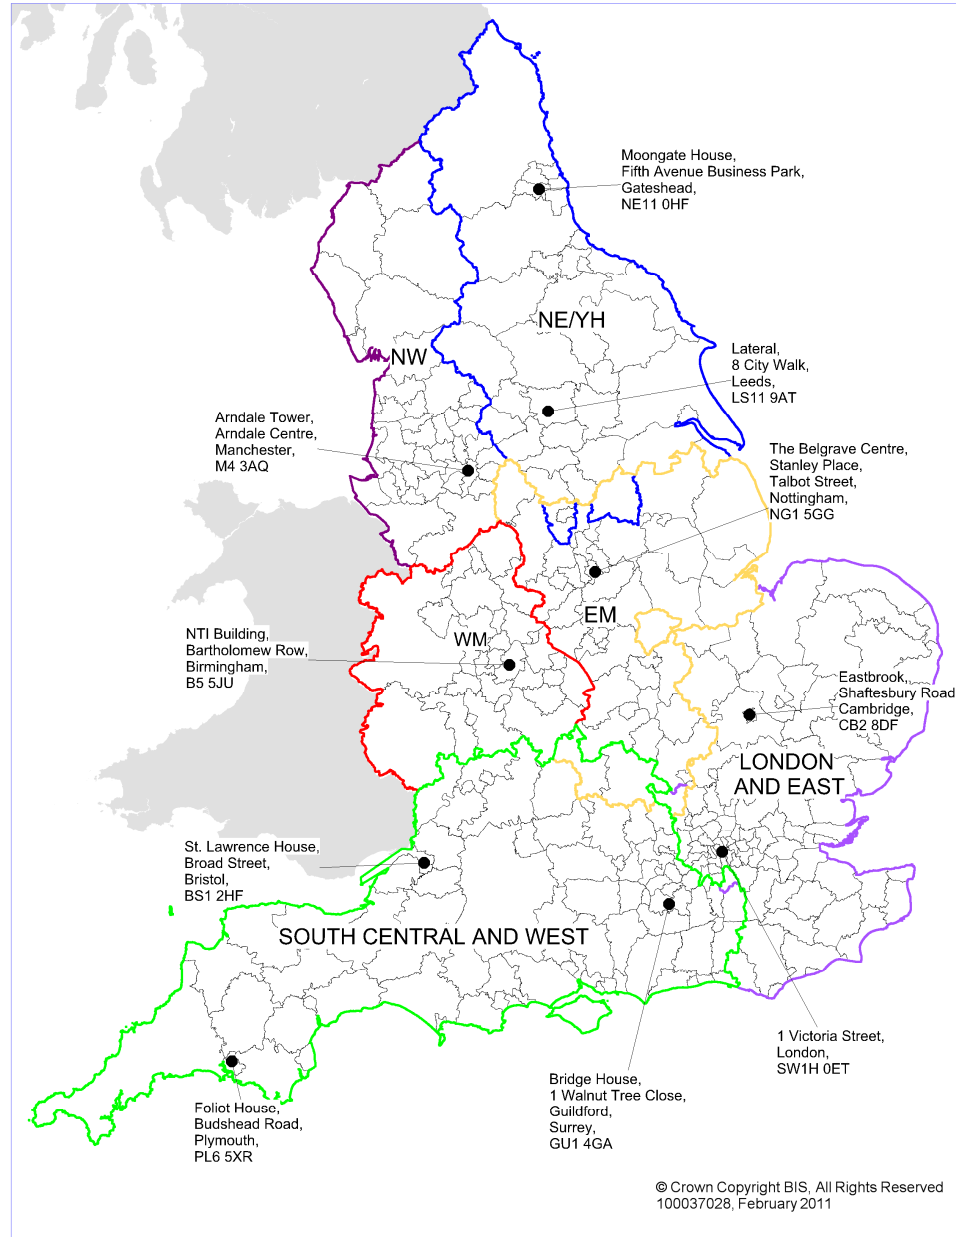 Moongate House,
Fifth Avenue Business Park,
Gateshead,
NE11 0HF
NE/YH
Lateral,
8 City Walk,
Leeds,
LS11 9AT
NW
Arndale Tower,
Arndale Centre,
Manchester,
M4 3AQ
The Belgrave Centre,
Stanley Place,
Talbot Street,
Nottingham,
NG1 5GG
EM
WM
NTI Building,
Bartholomew Row,
Birmingham,
B5 5JU
Eastbrook,
Shaftesbury Road
Cambridge,
CB2 8DF
LONDON
AND EAST
St. Lawrence House,
Broad Street,
Bristol,
BS1 2HF
SOUTH CENTRAL AND WEST
1 Victoria Street,
London,
SW1H 0ET
Bridge House,
1 Walnut Tree Close,
Guildford,
Surrey,
GU1 4GA
Foliot House,
Budshead Road,
Plymouth,
PL6 5XR
© Crown Copyright BIS, All Rights Reserved
100037028, February 2011